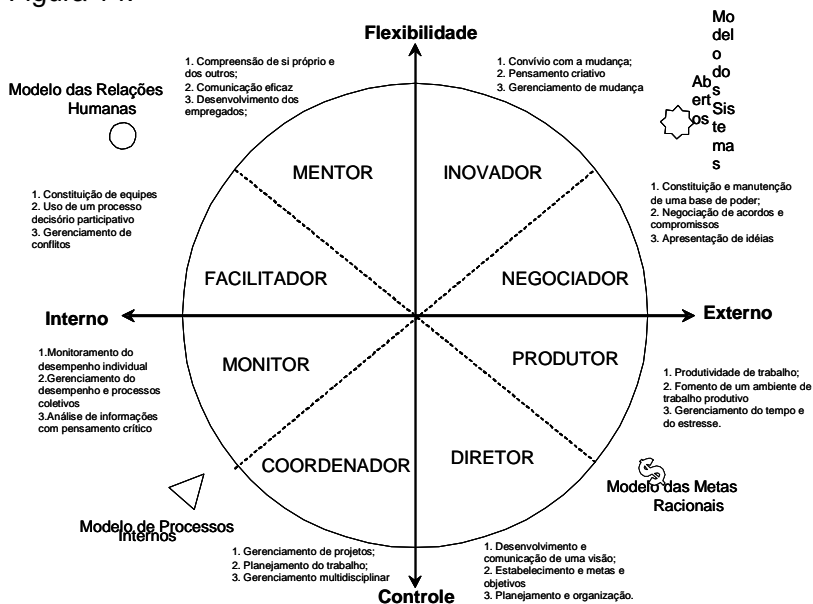 Flexibilidade
1. Compreensão de si próprio e
dos outros;
2. Comunicação eficaz
3. Desenvolvimento dos
empregados;
1. Convívio com a mudança;
2. Pensamento criativo
3. Gerenciamento de mudança
Modelo das Relações
Humanas
Mo
del
o
do
s
Sis
te
ma
s
Ab
ert
os
MENTOR
INOVADOR
1. Constituição de equipes
2. Uso de um processo
decisório participativo
3. Gerenciamento de
conflitos
1. Constituição e manutenção
de uma base de poder;
2. Negociação de acordos e
compromissos
3. Apresentação de idéias
FACILITADOR
NEGOCIADOR
Interno
Externo
1.Monitoramento do
desempenho individual
2.Gerenciamento do
desempenho e processos
coletivos
3.Análise de informações
com pensamento crítico
MONITOR
PRODUTOR
1. Produtividade de trabalho;
2. Fomento de um ambiente de
trabalho produtivo
3. Gerenciamento do tempo e
do estresse.
COORDENADOR
DIRETOR
$
Modelo das Metas
Racionais
Modelo de Processos
Internos
1. Gerenciamento de projetos;
2. Planejamento do trabalho;
3. Gerenciamento multidisciplinar
1. Desenvolvimento e
comunicação de uma visão;
2. Estabelecimento e metas e
objetivos
3. Planejamento e organização.
Controle